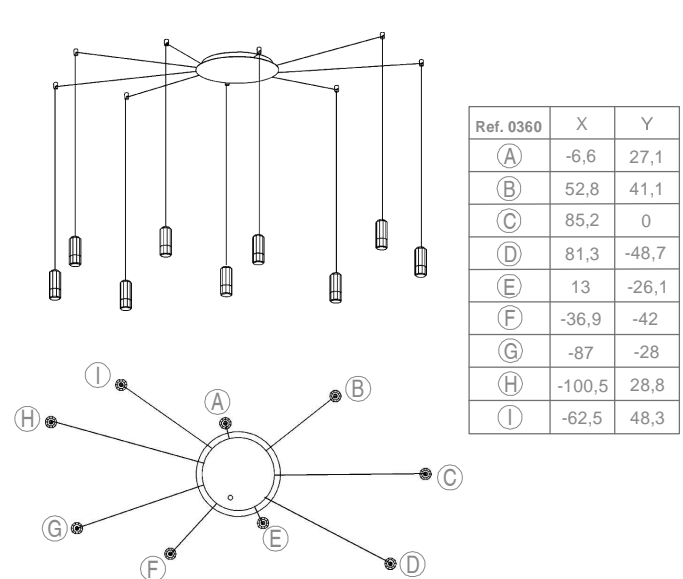 Ref. 0360 X Y
A -6,6 27,1
B 52,8 41,1
C 85,2 0
D 81,3 -48,7
E 13 -26,1
F -36,9 -42
G -87 -28
H -100,5 28,8
I -62,5 48,3
I
A
B
H
C
G
E
F
D